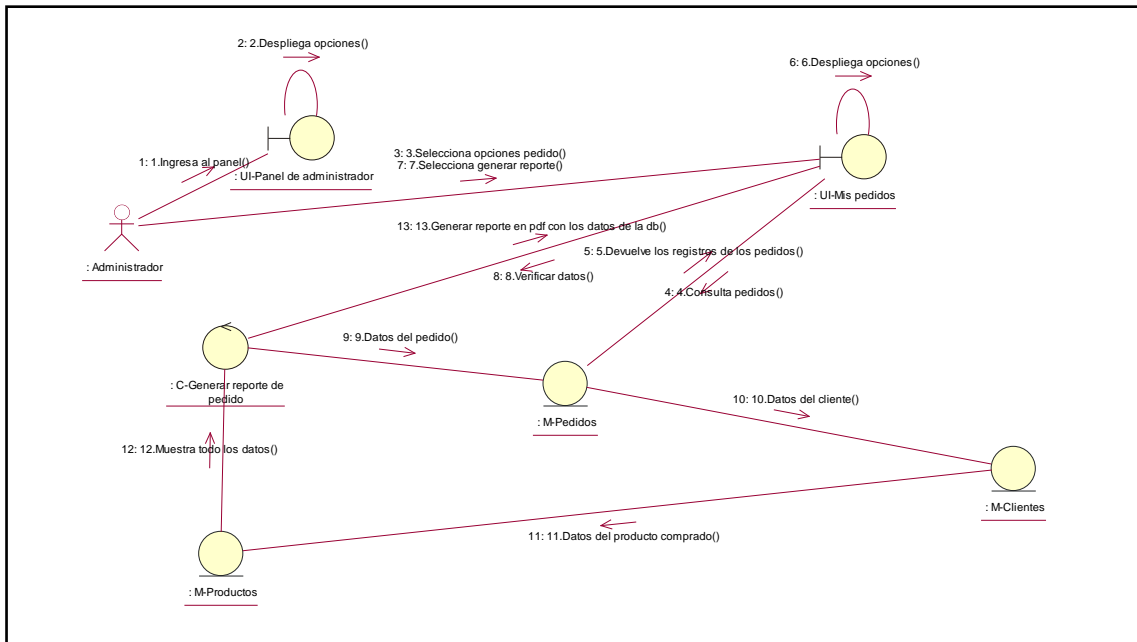 2: 2.Despliega opciones()
6: 6.Despliega opciones()
1: 1.Ingresa al panel()
: UI-Panel de administrador
3: 3.Selecciona opciones pedido()
7: 7.Selecciona generar reporte()
: UI-Mis pedidos
: Administrador
13: 13.Generar reporte en pdf con los datos de la db()
5: 5.Devuelve los registros de los pedidos()
8: 8.Verificar datos()
4: 4.Consulta pedidos()
9: 9.Datos del pedido()
: C-Generar reporte de
pedido
10: 10.Datos del cliente()
: M-Pedidos
12: 12.Muestra todo los datos()
: M-Clientes
11: 11.Datos del producto comprado()
: M-Productos